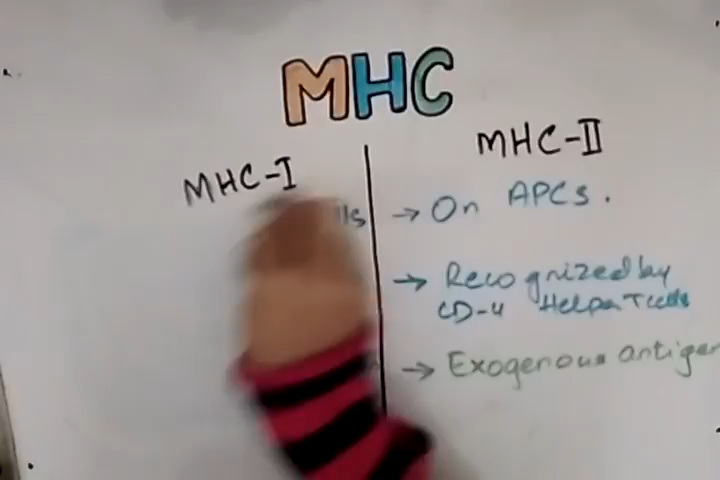 MHC
MHC-I
MHC-II
→ On APCs.
→ Recognized by
CD-4 Helper T cells
→ Exogenous antigen